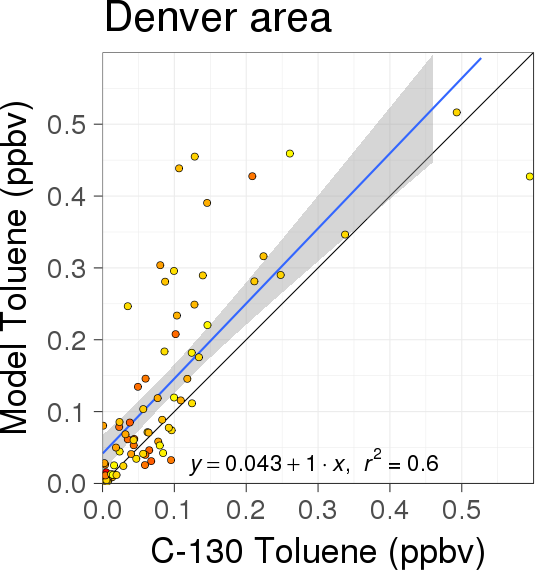 Denver area
Model Toluene (ppbv)
0.5
0.4
0.3
0.2
0.1
0.0
y = 0.043 + 1 · x, r² = 0.6
0.0 0.1 0.2 0.3 0.4 0.5
C-130 Toluene (ppbv)